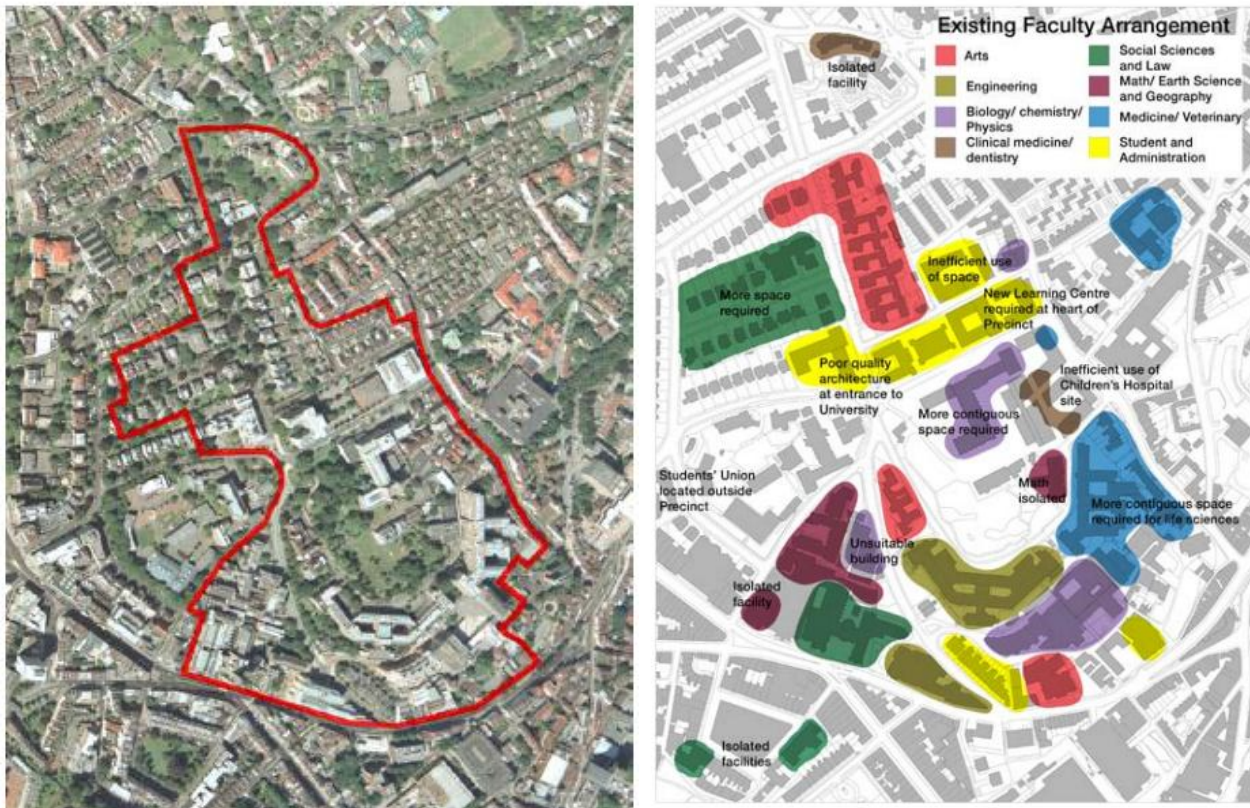 Existing Faculty Arrangement
Arts
Engineering
Biology/ chemistry/
Physics
Clinical medicine/
dentistry
Social Sciences
and Law
Math/ Earth Science
and Geography
Medicine/ Veterinary
Student and
Administration
Isolated
facility
Inefficient use
of space
More space
required
New Learning Centre
required at heart of
Precinct
Poor quality
architecture
at entrance to
University
Inefficient use of
Children's Hospital
site
More contiguous
space required
Students' Union
located outside
Precinct
Math
isolated
More contiguous space
required for life sciences
Unsuitable
building
Isolated
facility
Isolated
facilities